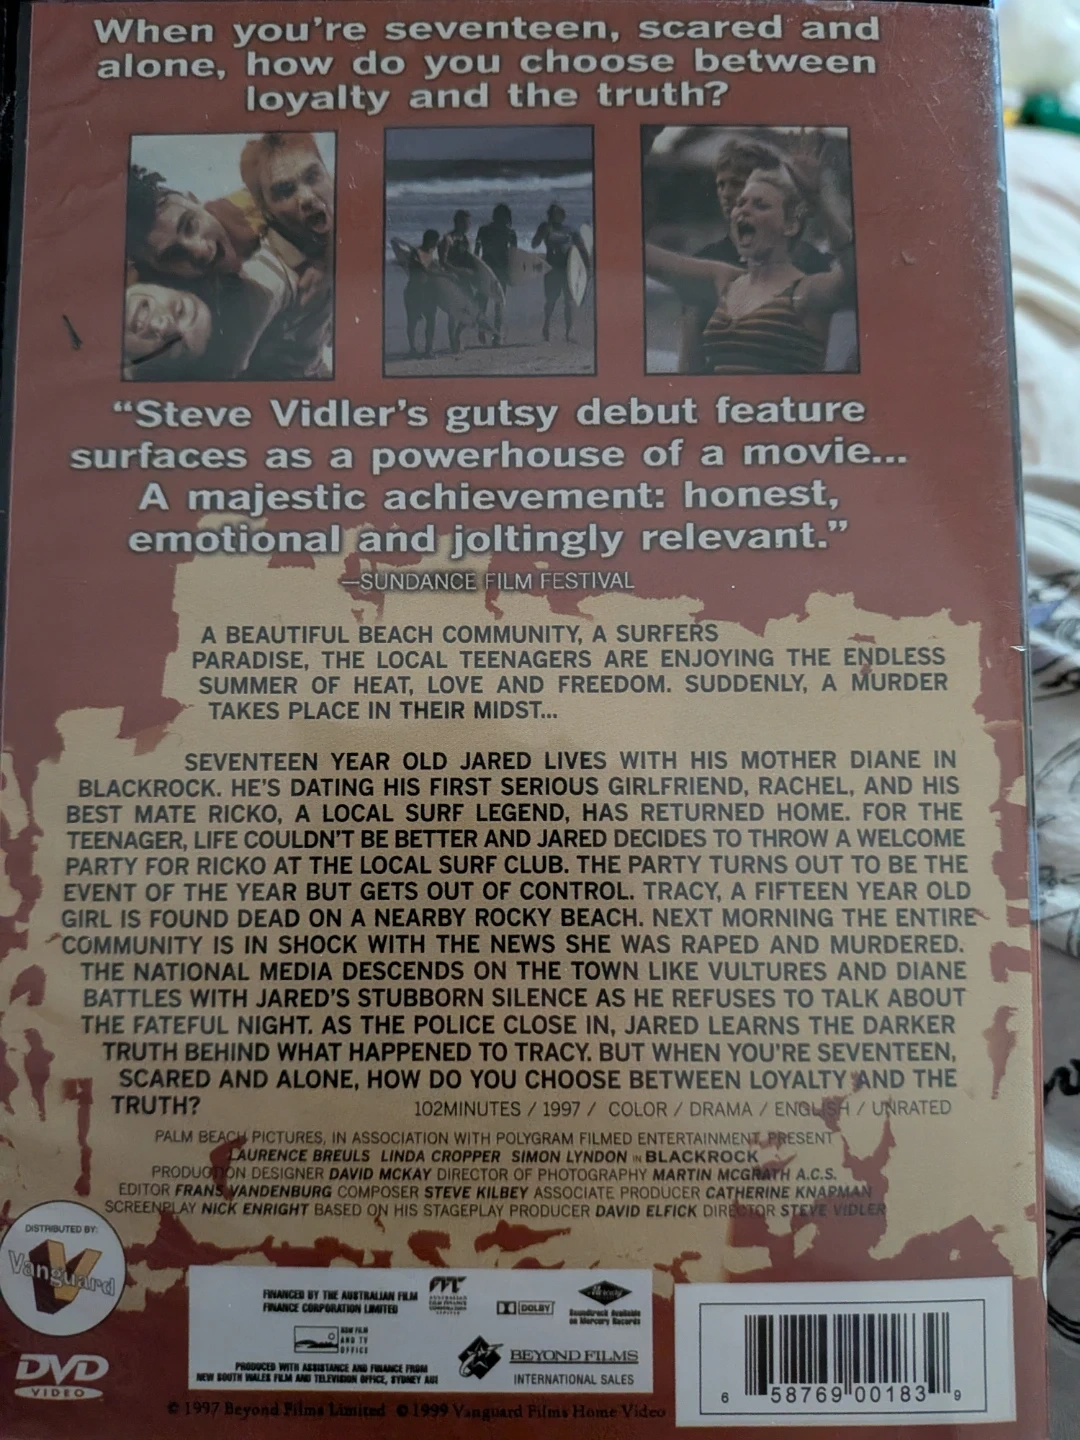 When you're seventeen, scared and
alone, how do you choose between
loyalty and the truth?
“Steve Vidler's gutsy debut feature
surfaces as a powerhouse of a movie...
A majestic achievement: honest,
emotional and joltingly relevant.”
—SUNDANCE FILM FESTIVAL
A BEAUTIFUL BEACH COMMUNITY, A SURFERS
PARADISE, THE LOCAL TEENAGERS ARE ENJOYING THE ENDLESS
SUMMER OF HEAT, LOVE AND FREEDOM. SUDDENLY, A MURDER
TAKES PLACE IN THEIR MIDST...
SEVENTEEN YEAR OLD JARED LIVES WITH HIS MOTHER DIANE IN
BLACKROCK. HE'S DATING HIS FIRST SERIOUS GIRLFRIEND, RACHEL, AND HIS
BEST MATE RICKO, A LOCAL SURF LEGEND, HAS RETURNED HOME. FOR THE
TEENAGER, LIFE COULDN'T BE BETTER AND JARED DECIDES TO THROW A WELCOME
PARTY FOR RICKO AT THE LOCAL SURF CLUB. THE PARTY TURNS OUT TO BE THE
EVENT OF THE YEAR BUT GETS OUT OF CONTROL. TRACY, A FIFTEEN YEAR OLD
GIRL IS FOUND DEAD ON A NEARBY ROCKY BEACH. NEXT MORNING THE ENTIRE
COMMUNITY IS IN SHOCK WITH THE NEWS SHE WAS RAPED AND MURDERED.
THE NATIONAL MEDIA DESCENDS ON THE TOWN LIKE VULTURES AND DIANE
BATTLES WITH JARED'S STUBBORN SILENCE AS HE REFUSES TO TALK ABOUT
THE FATEFUL NIGHT. AS THE POLICE CLOSE IN, JARED LEARNS THE DARKER
TRUTH BEHIND WHAT HAPPENED TO TRACY. BUT WHEN YOU'RE SEVENTEEN,
SCARED AND ALONE, HOW DO YOU CHOOSE BETWEEN LOYALTY AND THE
TRUTH?
102MINUTES / 1997 / COLOR / DRAMA / ENGLISH / UNRATED
PALM BEACH PICTURES, IN ASSOCIATION WITH POLYGRAM FILMED ENTERTAINMENT, PRESENT
LAURENCE BREULS LINDA CROPPER SIMON LYNDON IN BLACKROCK
PRODUCTION DESIGNER DAVID MCKAY DIRECTOR OF PHOTOGRAPHY MARTIN MCGRATH A.C.S.
EDITOR FRANS VANDENBURG COMPOSER STEVE KILBEY ASSOCIATE PRODUCER CATHERINE KNAPMAN
SCREENPLAY NICK ENRIGHT BASED ON HIS STAGEPLAY PRODUCER DAVID ELFICK DIRECTOR STEVE VIDLER
DISTRIBUTED BY:
Vanguard
DVD
VIDEO
FINANCED BY THE AUSTRALIAN FILM
FINANCE CORPORATION LIMITED
AUSTRALIAN
FILM FINANCE
CORPORATION
LIMITED
DOLBY
Mercury
Soundtrack Available
on Mercury Records
NSW FILM
AND TV
OFFICE
PRODUCED WITH ASSISTANCE AND FINANCE FROM
NEW SOUTH WALES FILM AND TELEVISION OFFICE, SYDNEY AUS
BEYOND FILMS
INTERNATIONAL SALES
6 58769 00183 9
© 1997 Beyond Films Limited © 1999 Vanguard Films Home Video